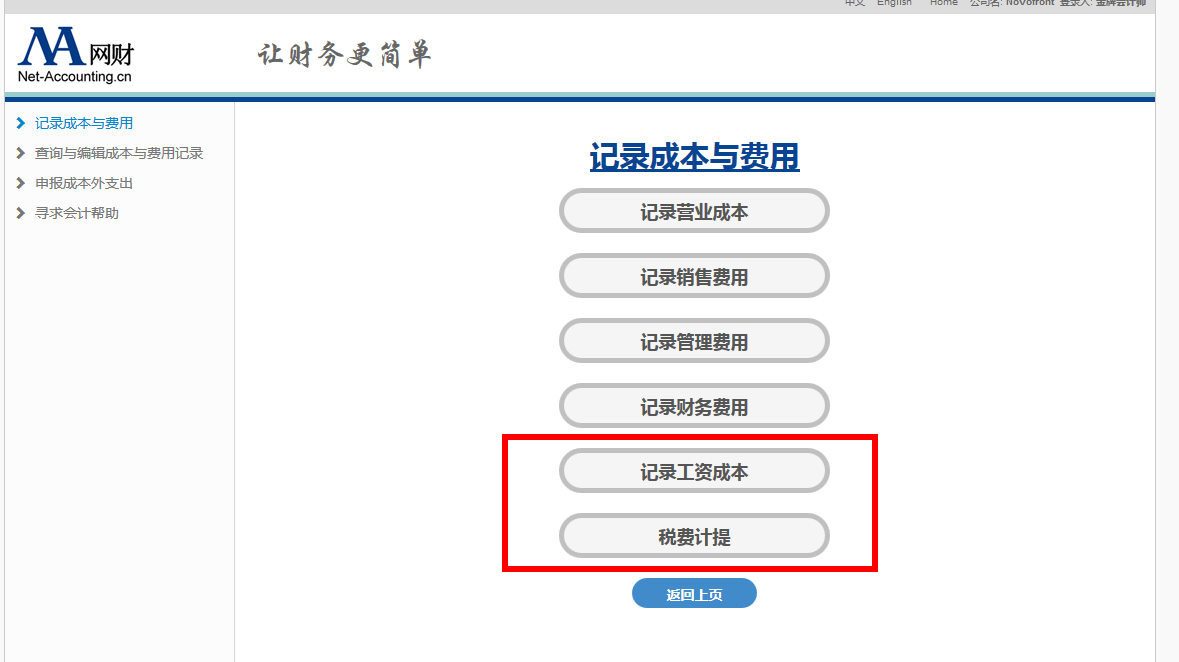 中文 English Home 公司名: Novofront 登录人: 金牌会计师
网财
Net-Accounting.cn
让财务更简单
记录成本与费用
查询与编辑成本与费用记录
申报成本外支出
寻求会计帮助
记录成本与费用
记录营业成本
记录销售费用
记录管理费用
记录财务费用
记录工资成本
税费计提
返回上页